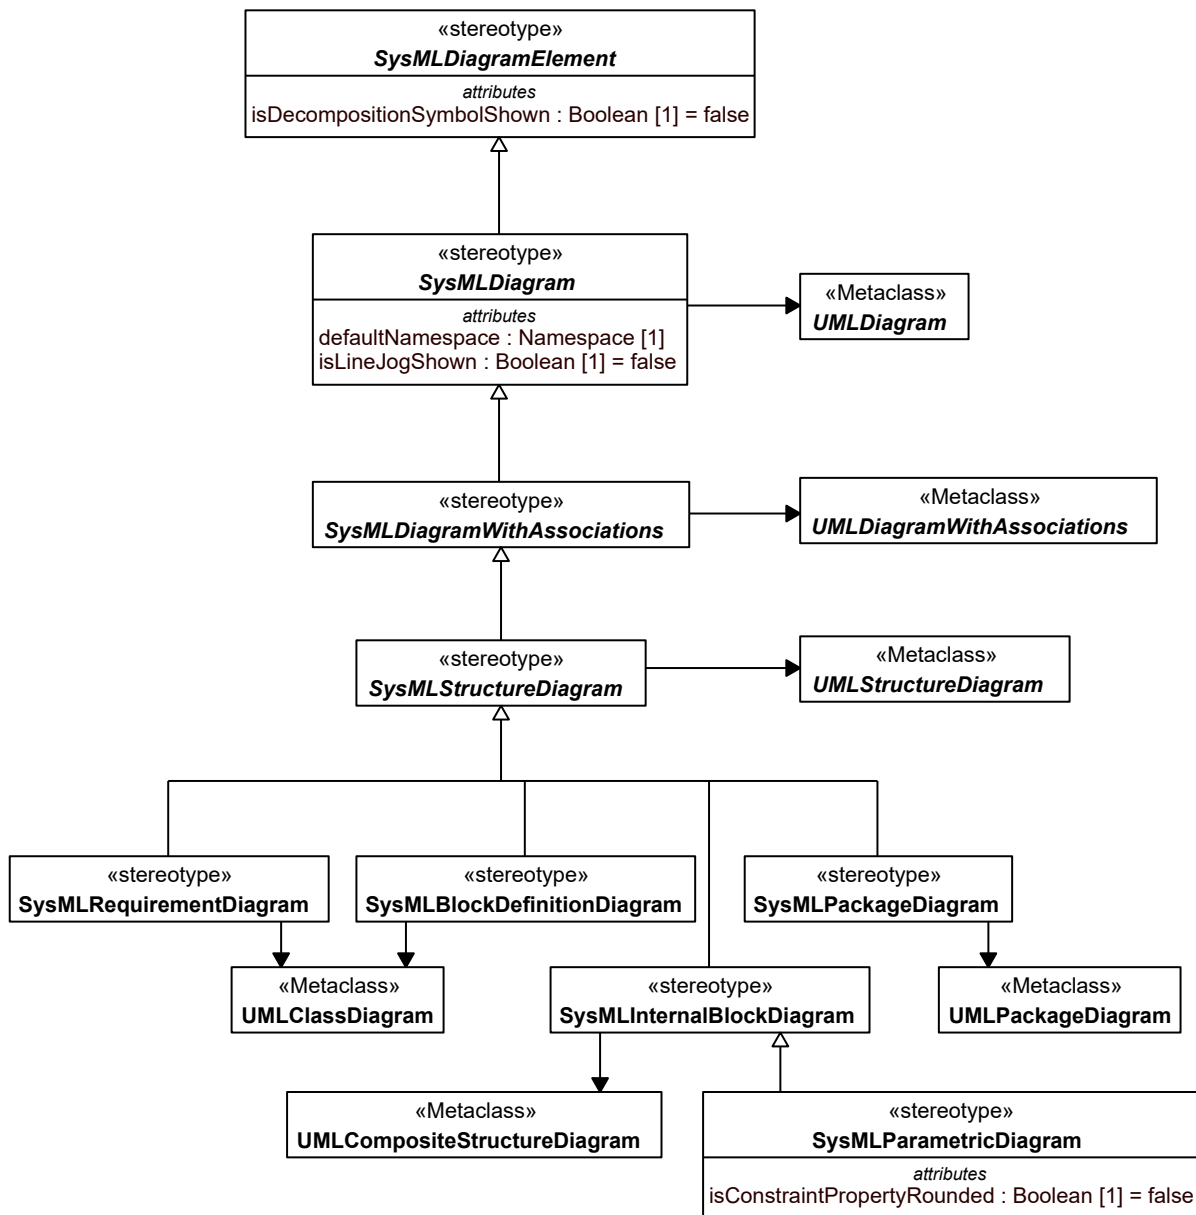 «stereotype»
SysMLDiagramElement
attributes
isDecompositionSymbolShown : Boolean [1] = false
«stereotype»
SysMLDiagram
attributes
defaultNamespace : Namespace [1]
isLineJogShown : Boolean [1] = false
«Metaclass»
UMLDiagram
«stereotype»
SysMLDiagramWithAssociations
«Metaclass»
UMLDiagramWithAssociations
«stereotype»
SysMLStructureDiagram
«Metaclass»
UMLStructureDiagram
«stereotype»
SysMLRequirementDiagram
«stereotype»
SysMLBlockDefinitionDiagram
«stereotype»
SysMLPackageDiagram
«Metaclass»
UMLClassDiagram
«stereotype»
SysMLInternalBlockDiagram
«Metaclass»
UMLPackageDiagram
«Metaclass»
UMLCompositeStructureDiagram
«stereotype»
SysMLParametricDiagram
attributes
isConstraintPropertyRounded : Boolean [1] = false